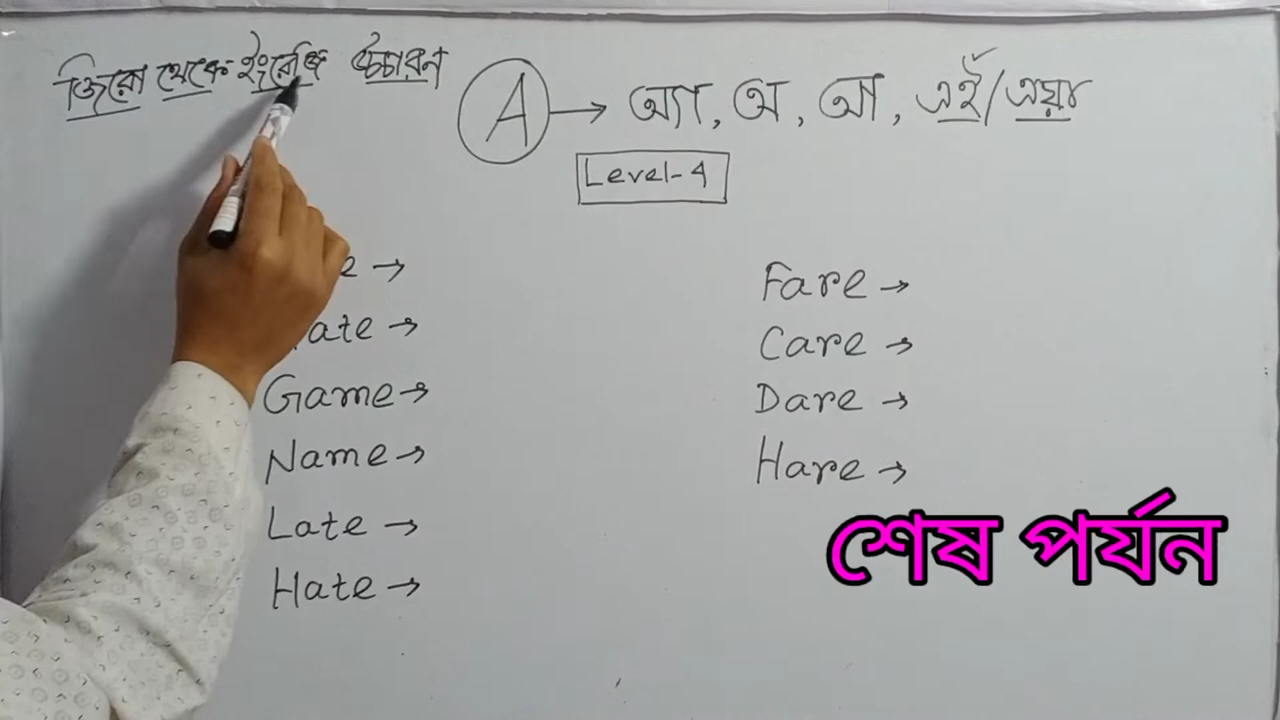 জিরো থেকে ইংরেজি উচ্চারন
A → অ্যা, অ, আ, এই/এয়্যা
Level-4
e →
ate →
Game →
Name →
Late →
Hate →
Fare →
Care →
Dare →
Hare →
শেষ পর্যন